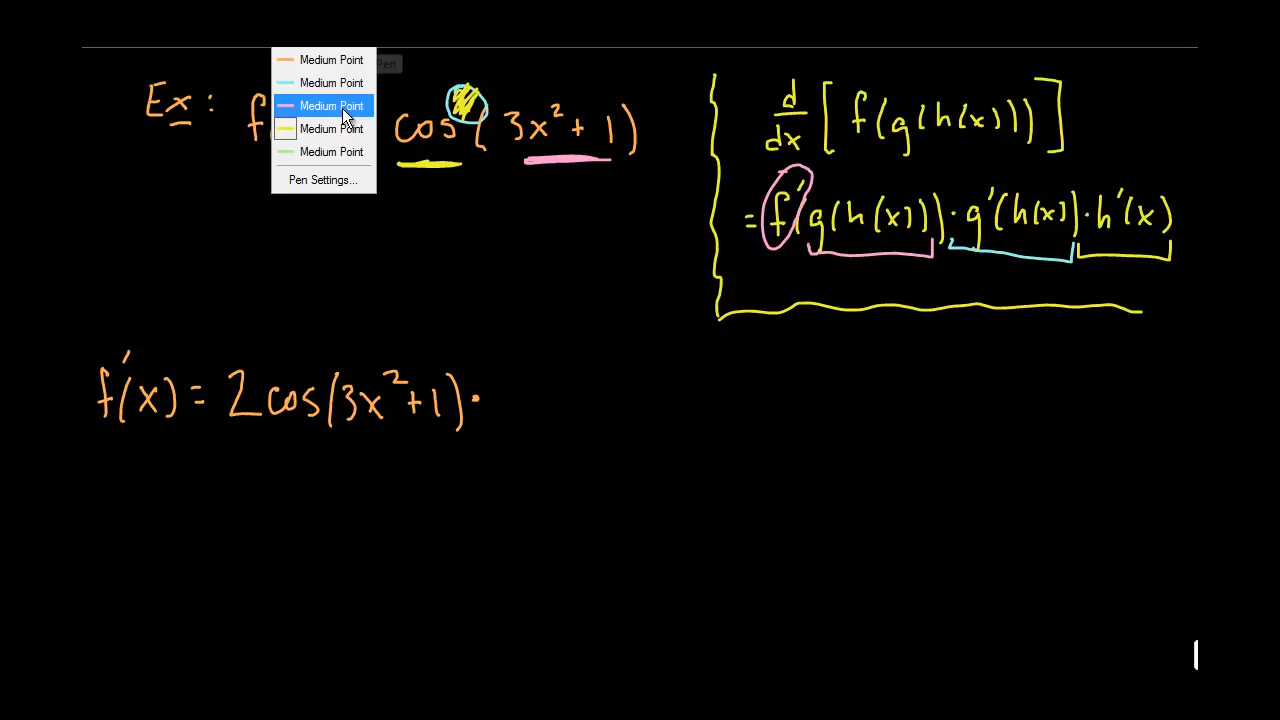 Medium Point
Pen
Medium Point
Medium Point
Medium Point
Medium Point
Pen Settings...
Ex: f cos (3x²+1)
d/dx [f(g(h(x)))]
= f'(g(h(x)))·g'(h(x))·h'(x)
f'(x) = 2cos(3x²+1)·